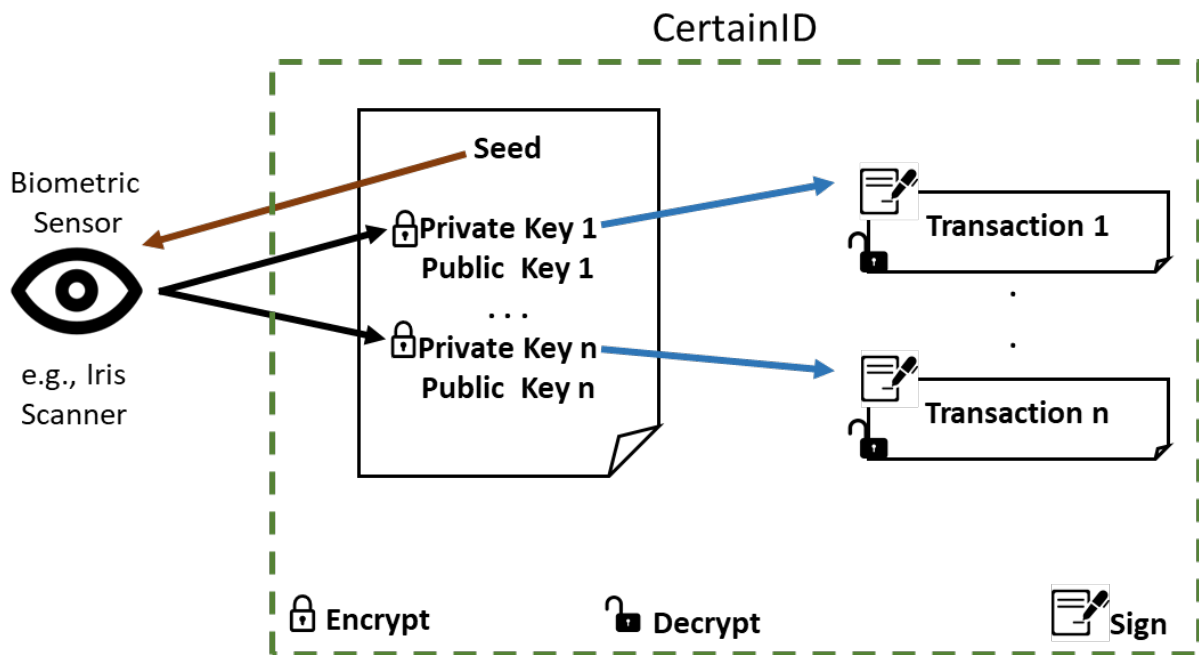 CertainID
Biometric
Sensor
e.g., Iris
Scanner
Seed
Private Key 1
Public Key 1
. . .
Private Key n
Public Key n
Transaction 1
.
.
Transaction n
Encrypt
Decrypt
Sign